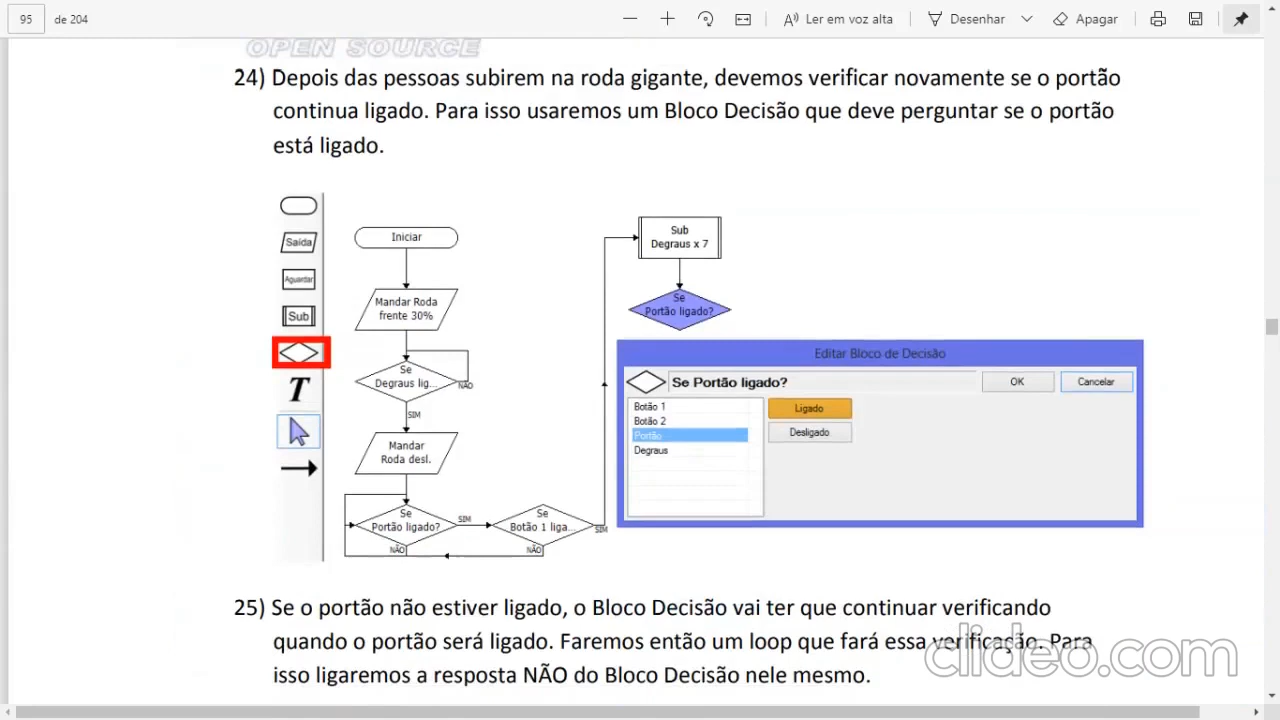 95 de 204
Ler em voz alta
Desenhar
Apagar
OPEN SOURCE
24) Depois das pessoas subirem na roda gigante, devemos verificar novamente se o portão
continua ligado. Para isso usaremos um Bloco Decisão que deve perguntar se o portão
está ligado.
Saída
Aguardar
Sub
T
Iniciar
Mandar Roda
frente 30%
Se
Degraus lig...
NÃO
SIM
Mandar
Roda desl.
Se
Portão ligado?
SIM
NÃO
Se
Botão 1 liga...
SIM
NÃO
Sub
Degraus x 7
Se
Portão ligado?
Editar Bloco de Decisão
Se Portão ligado?
OK
Cancelar
Botão 1
Botão 2
Portão
Degraus
Ligado
Desligado
25) Se o portão não estiver ligado, o Bloco Decisão vai ter que continuar verificando
quando o portão será ligado. Faremos então um loop que fará essa verificação. Para
isso ligaremos a resposta NÃO do Bloco Decisão nele mesmo.
clideo.com